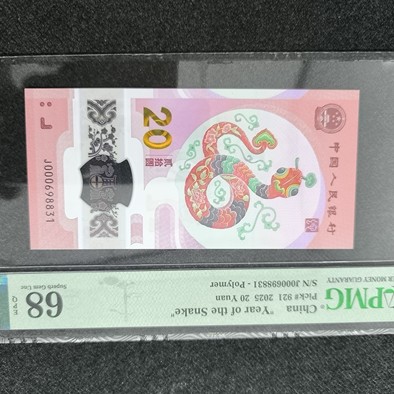 中国人民银行
20
贰拾圆
J000698831
PMG
* China "Year of the Snake"
Pick# 921 2025 20 Yuan
S/N J000698831 - Polymer
68 EPQ
Superb Gem Unc